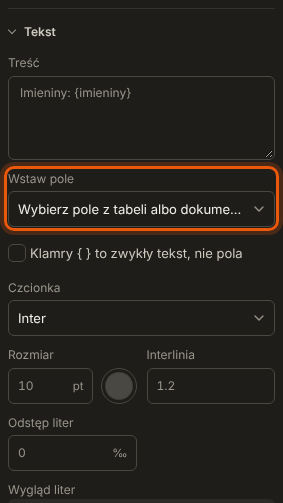 Tekst
Treść
Imieniny: {imieniny}
Wstaw pole
Wybierz pole z tabeli albo dokume...
Klamry { } to zwykły tekst, nie pola
Czcionka
Inter
Rozmiar
Interlinia
10 pt
1.2
Odstęp liter
0 ‰
Wygląd liter